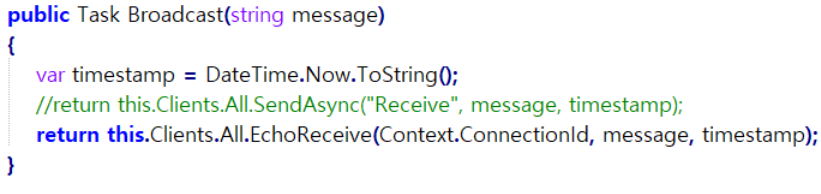 public Task Broadcast(string message)
{
var timestamp = DateTime.Now.ToString();
//return this.Clients.All.SendAsync("Receive", message, timestamp);
return this.Clients.All.EchoReceive(Context.ConnectionId, message, timestamp);
}